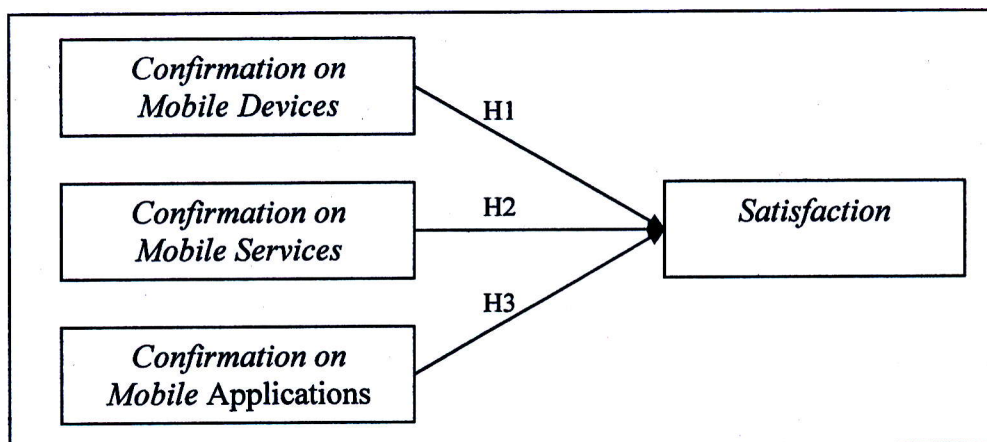 Confirmation on
Mobile Devices
H1
Confirmation on
Mobile Services
H2
Satisfaction
H3
Confirmation on
Mobile Applications